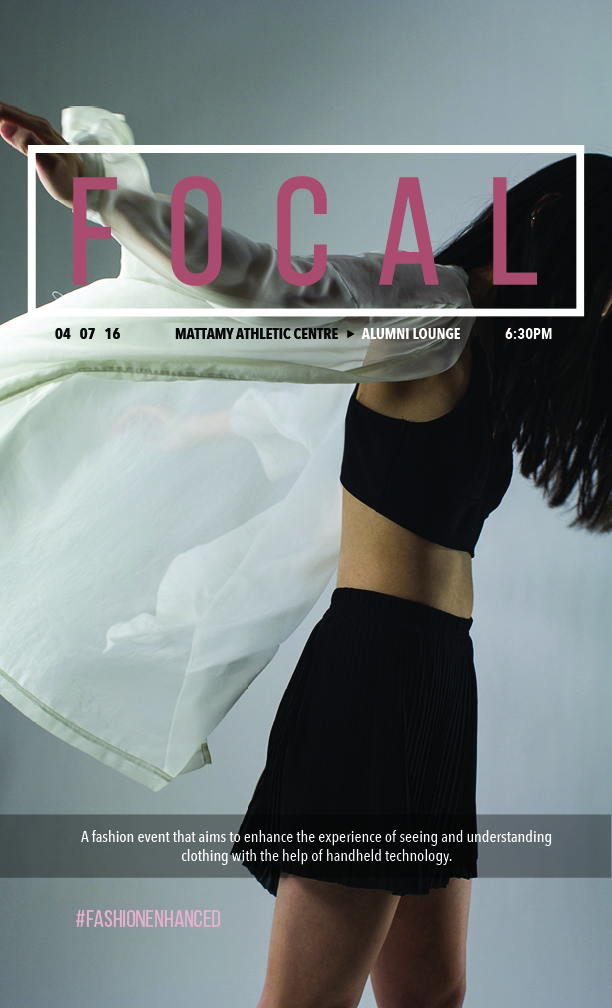 FOCAL
04 07 16 MATTAMY ATHLETIC CENTRE ▸ ALUMNI LOUNGE 6:30PM
A fashion event that aims to enhance the experience of seeing and understanding
clothing with the help of handheld technology.
#FASHIONENHANCED